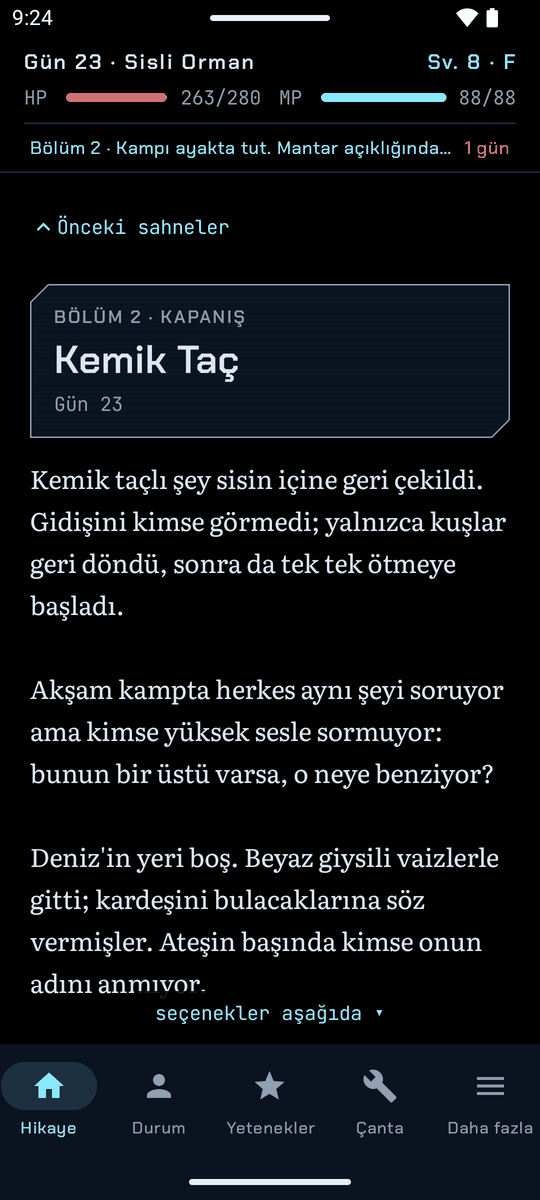 9:24
Gün 23 · Sisli Orman
Sv. 8 · F
HP 263/280 MP 88/88
Bölüm 2 · Kampı ayakta tut. Mantar açıklığında… 1 gün
Önceki sahneler
BÖLÜM 2 · KAPANIŞ
Kemik Taç
Gün 23
Kemik taçlı şey sisin içine geri çekildi.
Gidişini kimse görmedi; yalnızca kuşlar
geri döndü, sonra da tek tek ötmeye
başladı.
Akşam kampta herkes aynı şeyi soruyor
ama kimse yüksek sesle sormuyor:
bunun bir üstü varsa, o neye benziyor?
Deniz'in yeri boş. Beyaz giysili vaizlerle
gitti; kardeşini bulacaklarına söz
vermişler. Ateşin başında kimse onun
adını anmıyor.
seçenekler aşağıda ▾
Hikaye Durum Yetenekler Çanta Daha fazla